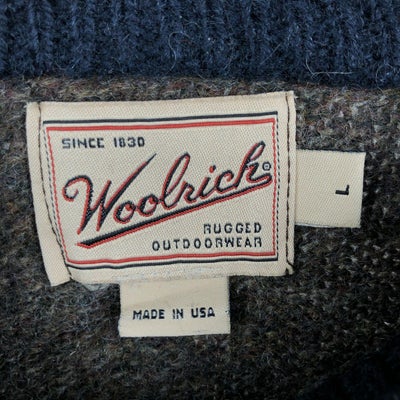 SINCE 1830
Woolrich®
RUGGED
OUTDOORWEAR
L
MADE IN USA